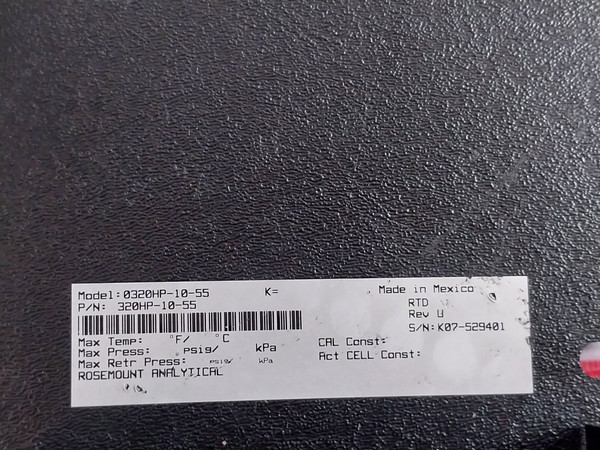 Model:0320HP-10-55 K= Made in Mexico
P/N: 320HP-10-55 RTD
Rev U
S/N:K07-529401
Max Temp: °F/ °C CAL Const:
Max Press: psig/ kPa Act CELL Const:
Max Retr Press: psig/ kPa
ROSEMOUNT ANALYTICAL